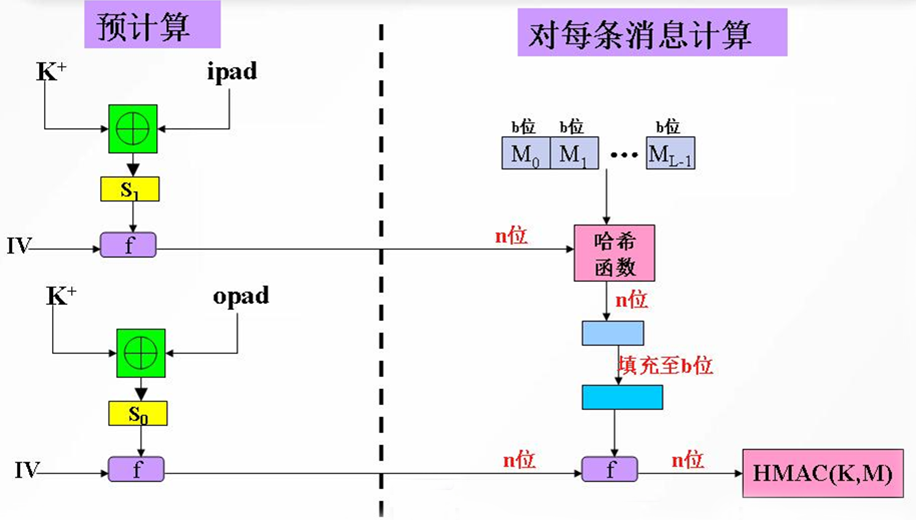 预计算
对每条消息计算
K+
ipad
S1
IV
f
n位
K+
opad
S0
IV
f
n位
b位 b位 b位
M0 M1 ••• ML-1
哈希
函数
n位
填充至b位
f
n位
HMAC(K,M)